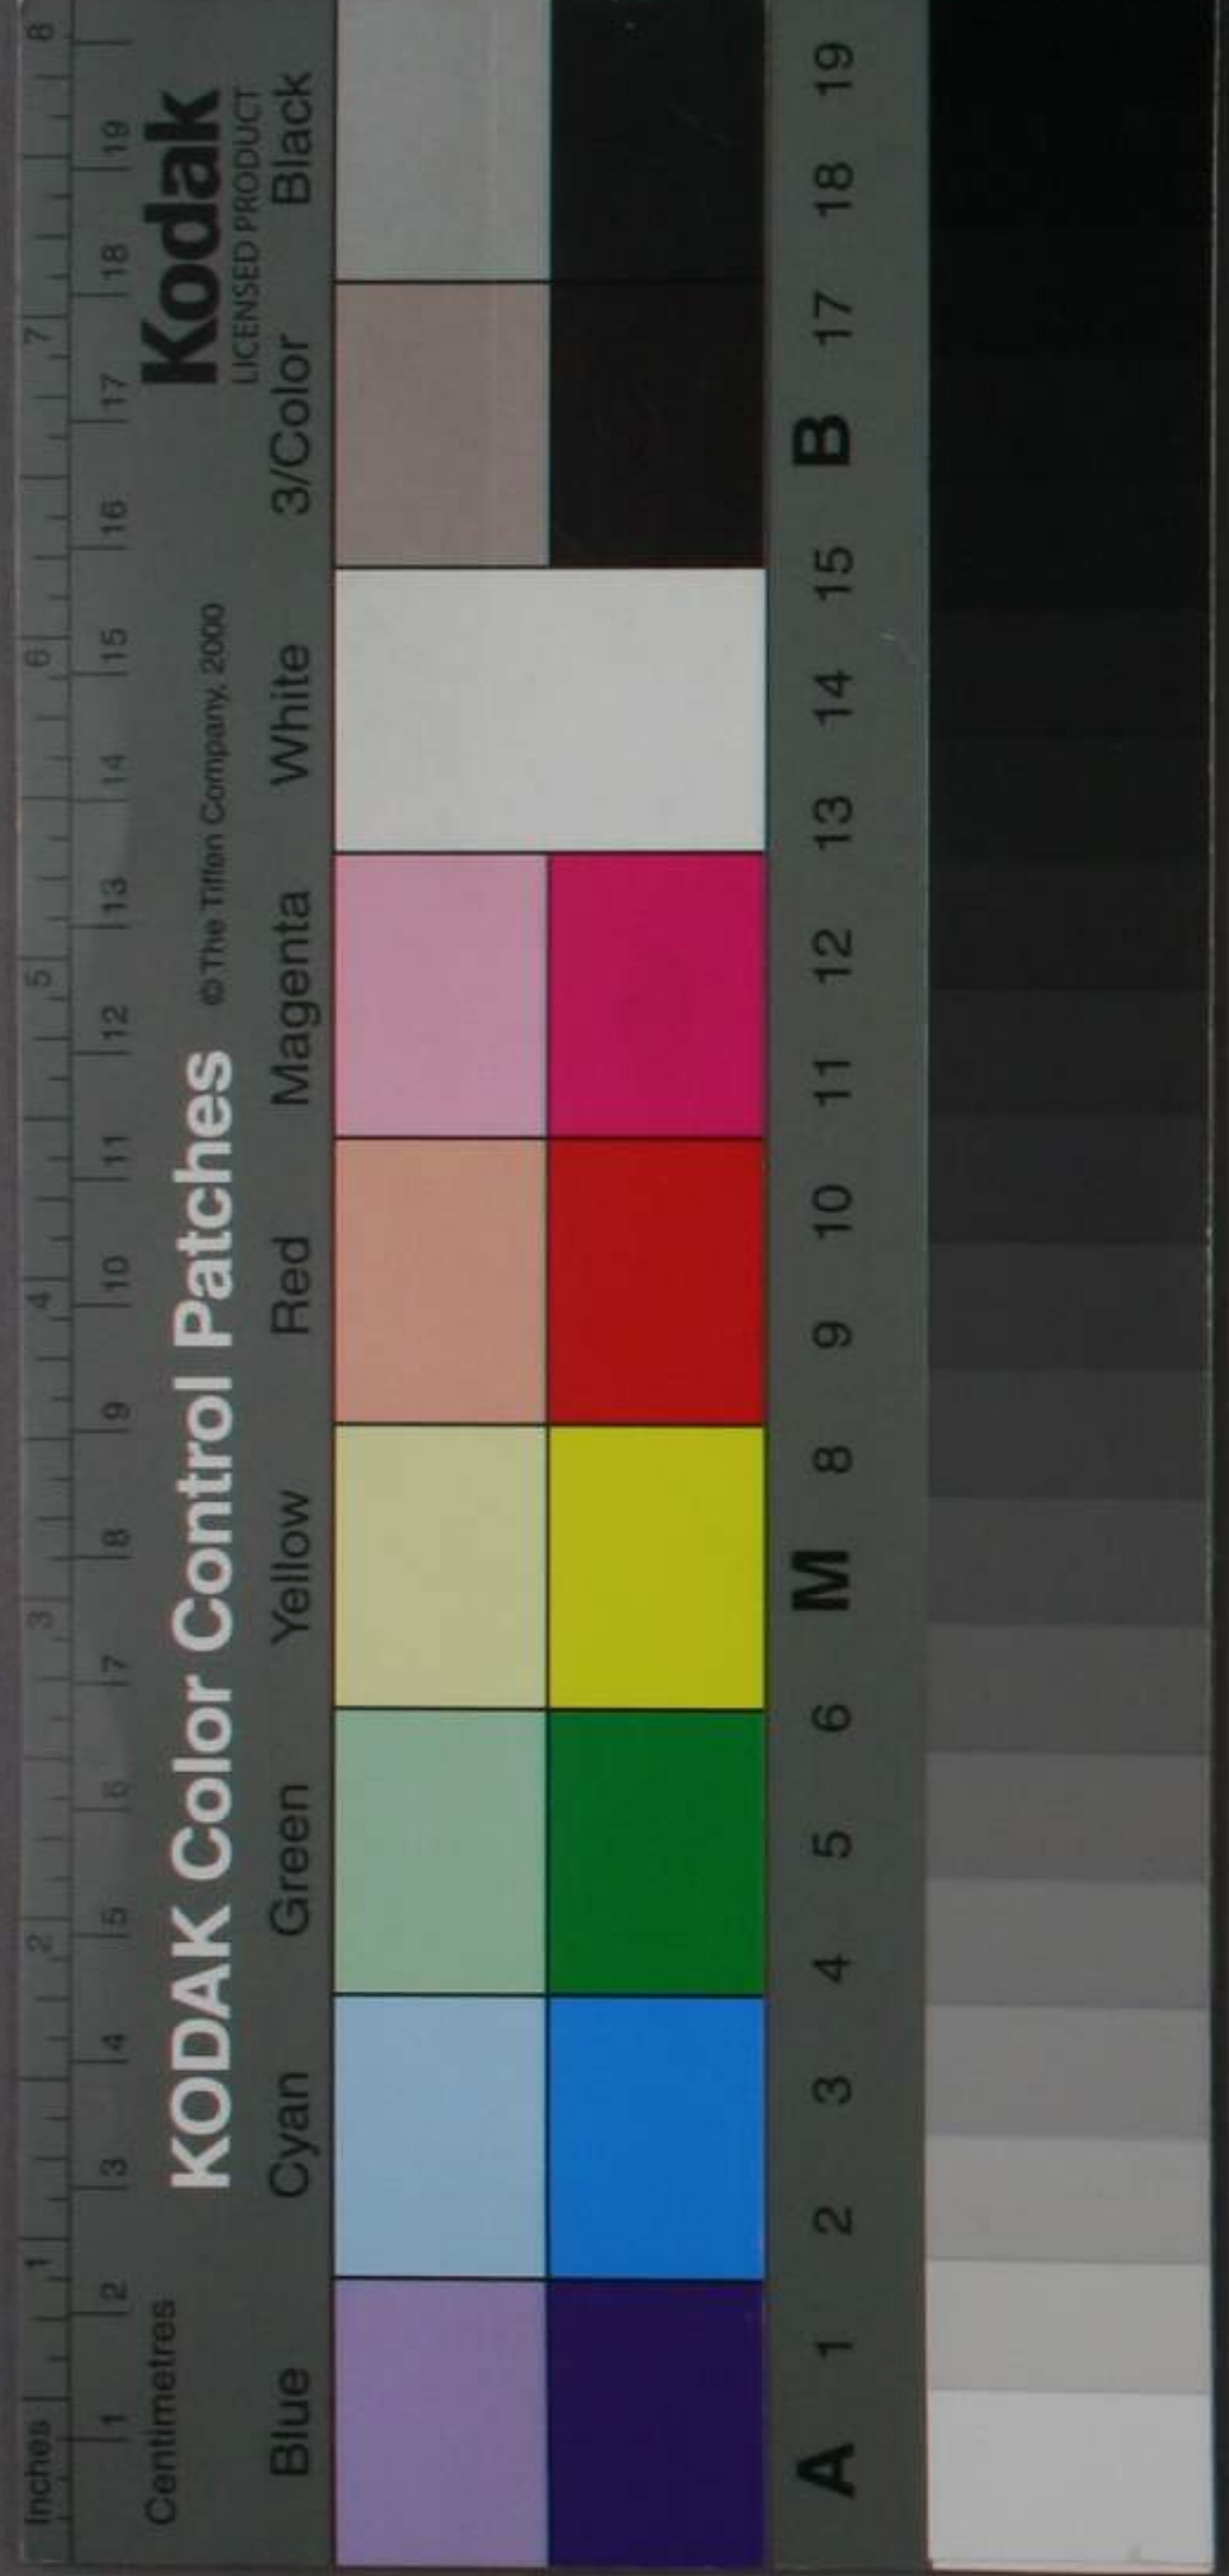 Inches 1 2 3 4 5 6 7 8
1 2 3 4 5 6 7 8 9 10 11 12 13 14 15 16 17 18 19
Centimetres
KODAK Color Control Patches
© The Tiffen Company, 2000
Kodak
LICENSED PRODUCT
Blue Cyan Green Yellow Red Magenta White 3/Color Black
A 1 2 3 4 5 6 M 8 9 10 11 12 13 14 15 B 17 18 19